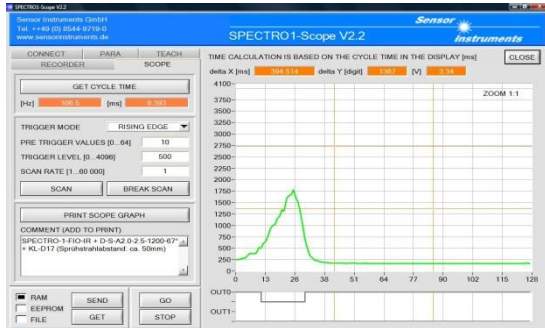 SPECTRO1-Scope V2.2
Sensor Instruments GmbH
Tel. ++49 (0) 8544-9719-0
www.sensorinstruments.de
SPECTRO1-Scope V2.2
Sensor
Instruments
CONNECT PARA TEACH
RECORDER SCOPE
GET CYCLE TIME
[Hz] 106.5 [ms] 9.393
TRIGGER MODE RISING EDGE
PRE TRIGGER VALUES [0...64] 10
TRIGGER LEVEL [0...4096] 500
SCAN RATE [1...60 000] 1
SCAN BREAK SCAN
PRINT SCOPE GRAPH
COMMENT (ADD TO PRINT)
SPECTRO-1-FIO-IR + D-S-A2.0-2.5-1200-67°
+ KL-D17 (Sprühstrahlabstand: ca. 50mm)
RAM
EEPROM
FILE
SEND GO
GET STOP
TIME CALCULATION IS BASED ON THE CYCLE TIME IN THE DISPLAY [ms]
CLOSE
delta X [ms] 394.514 delta Y [digit] 1367 [V] 3.34
ZOOM 1:1
4100
3750
3500
3250
3000
2750
2500
2250
2000
1750
1500
1250
1000
750
500
250
0
0 13 26 38 51 64 77 90 102 115 128
OUT0
OUT1